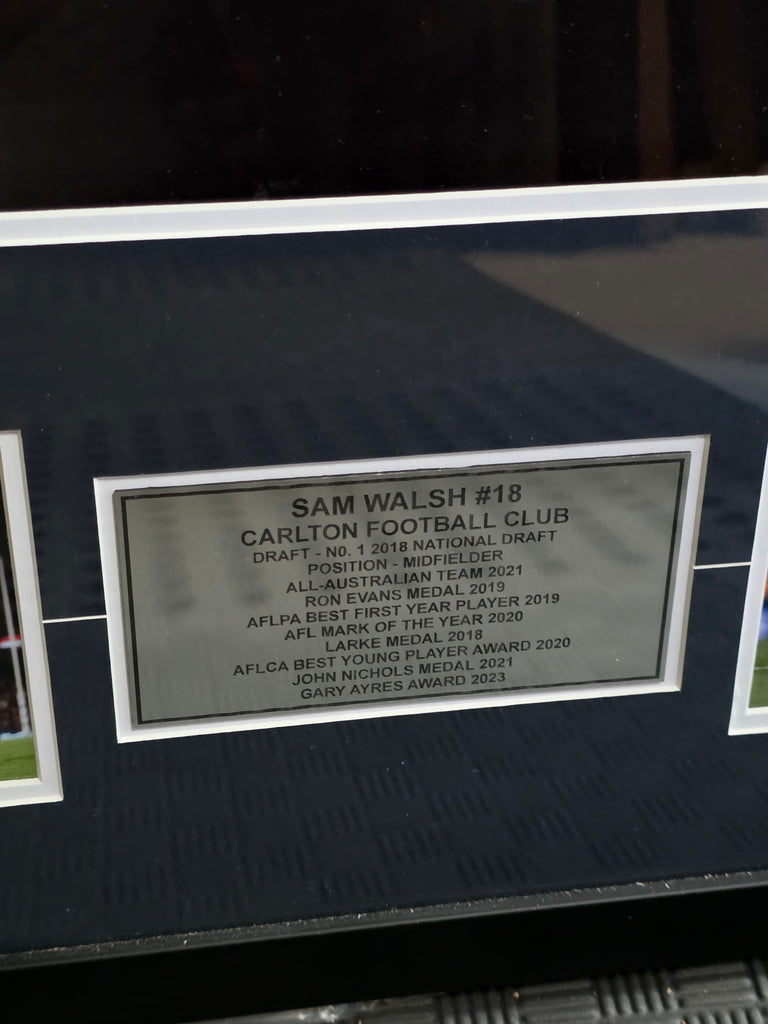 SAM WALSH #18
CARLTON FOOTBALL CLUB
DRAFT - NO. 1 2018 NATIONAL DRAFT
POSITION - MIDFIELDER
ALL-AUSTRALIAN TEAM 2021
RON EVANS MEDAL 2019
AFLPA BEST FIRST YEAR PLAYER 2019
AFL MARK OF THE YEAR 2020
LARKE MEDAL 2018
AFLCA BEST YOUNG PLAYER AWARD 2020
JOHN NICHOLS MEDAL 2021
GARY AYRES AWARD 2023